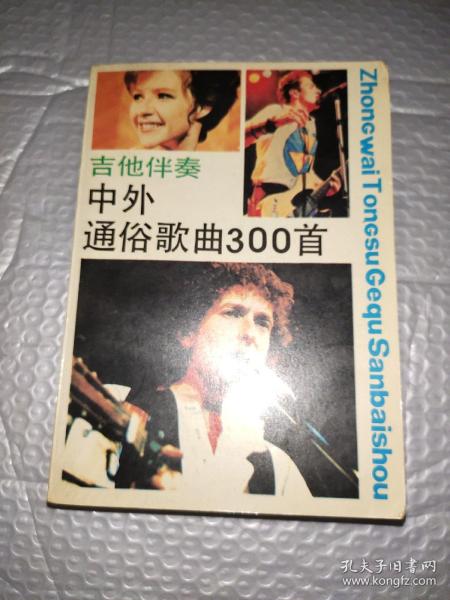 吉他伴奏
中外
通俗歌曲300首
Zhongwai Tongsu Gequ Sanbaishou
孔夫子旧书网
www.kongfz.com